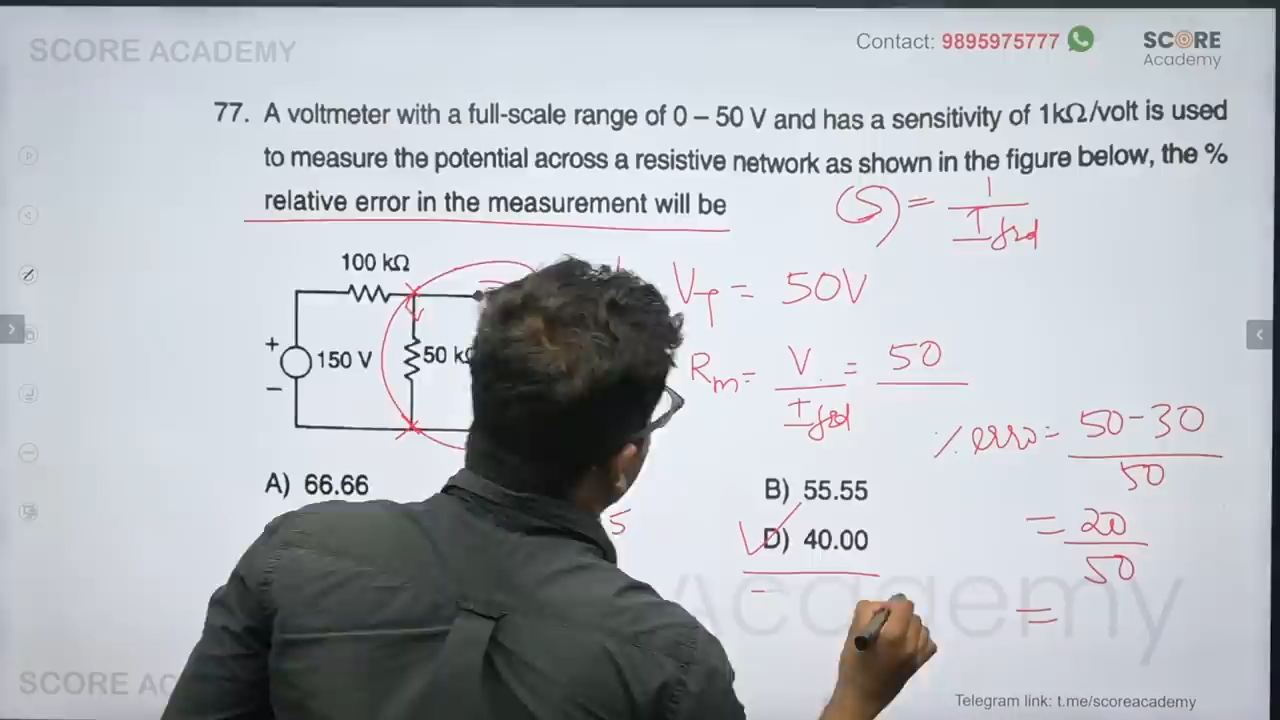 SCORE ACADEMY
Contact: 9895975777
SCORE
Academy
77. A voltmeter with a full-scale range of 0 – 50 V and has a sensitivity of 1kΩ/volt is used
to measure the potential across a resistive network as shown in the figure below, the %
relative error in the measurement will be
S = 1
Ifsd
100 kΩ
VT = 50V
+
150 V
50 k
−
Rm = V = 50
Ifsd
% erro = 50-30
50
A) 66.66
B) 55.55
5
D) 40.00
= 20
50
=
Academy
SCORE AC
Telegram link: t.me/scoreacademy